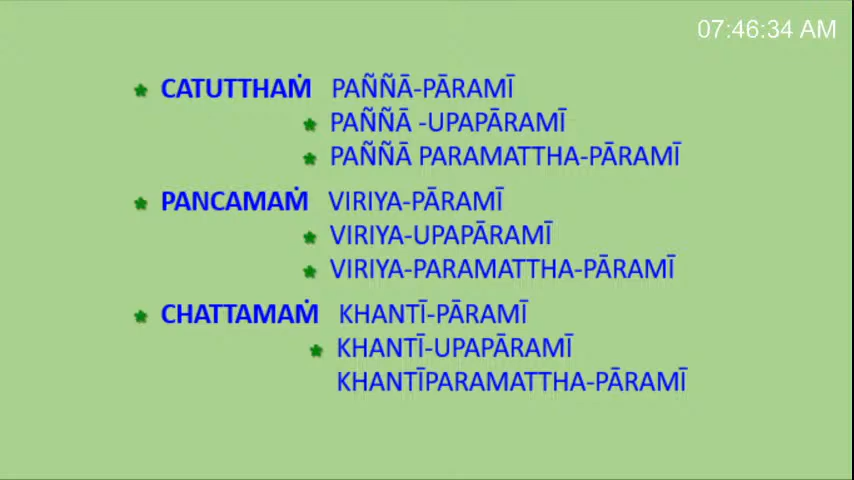 07:46:34 AM
CATUTTHAṀ PAÑÑĀ-PĀRAMĪ
PAÑÑĀ -UPAPĀRAMĪ
PAÑÑĀ PARAMATTHA-PĀRAMĪ
PANCAMAṀ VIRIYA-PĀRAMĪ
VIRIYA-UPAPĀRAMĪ
VIRIYA-PARAMATTHA-PĀRAMĪ
CHATTAMAṀ KHANTĪ-PĀRAMĪ
KHANTĪ-UPAPĀRAMĪ
KHANTĪPARAMATTHA-PĀRAMĪ